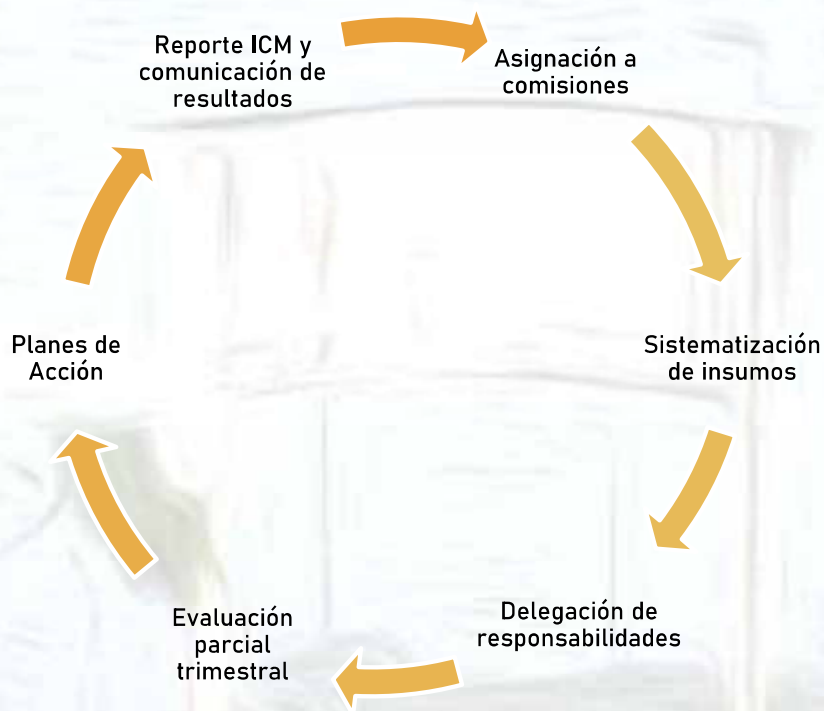 Reporte ICM y
comunicación de
resultados
Asignación a
comisiones
Sistematización
de insumos
Delegación de
responsabilidades
Evaluación
parcial
trimestral
Planes de
Acción